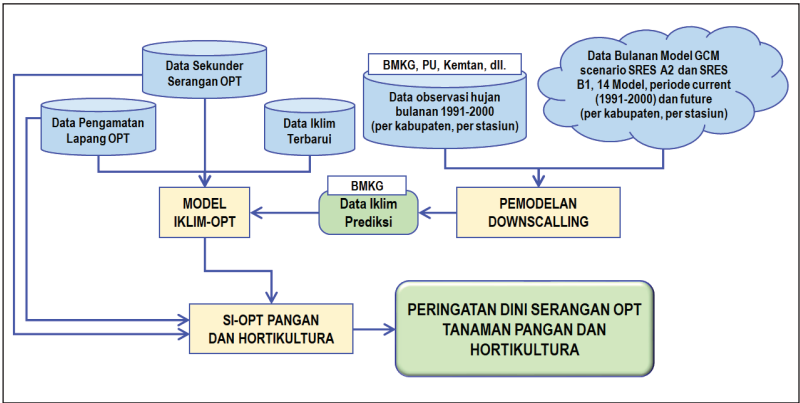 Data Sekunder
Serangan OPT
Data Pengamatan
Lapang OPT
Data Iklim
Terbarui
BMKG, PU, Kemtan, dll.
Data observasi hujan
bulanan 1991-2000
(per kabupaten, per stasiun)
Data Bulanan Model GCM
scenario SRES A2 dan SRES
B1, 14 Model, periode current
(1991-2000) dan future
(per kabupaten, per stasiun)
MODEL
IKLIM-OPT
BMKG
Data Iklim
Prediksi
PEMODELAN
DOWNSCALLING
SI-OPT PANGAN
DAN HORTIKULTURA
PERINGATAN DINI SERANGAN OPT
TANAMAN PANGAN DAN
HORTIKULTURA